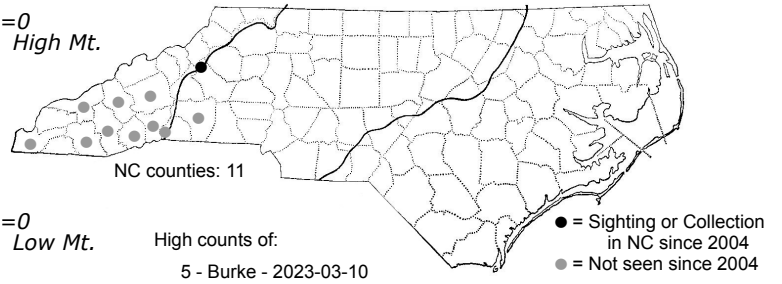 =0
High Mt.
NC counties: 11
=0
Low Mt.
High counts of:
5 - Burke - 2023-03-10
● = Sighting or Collection
in NC since 2004
● = Not seen since 2004